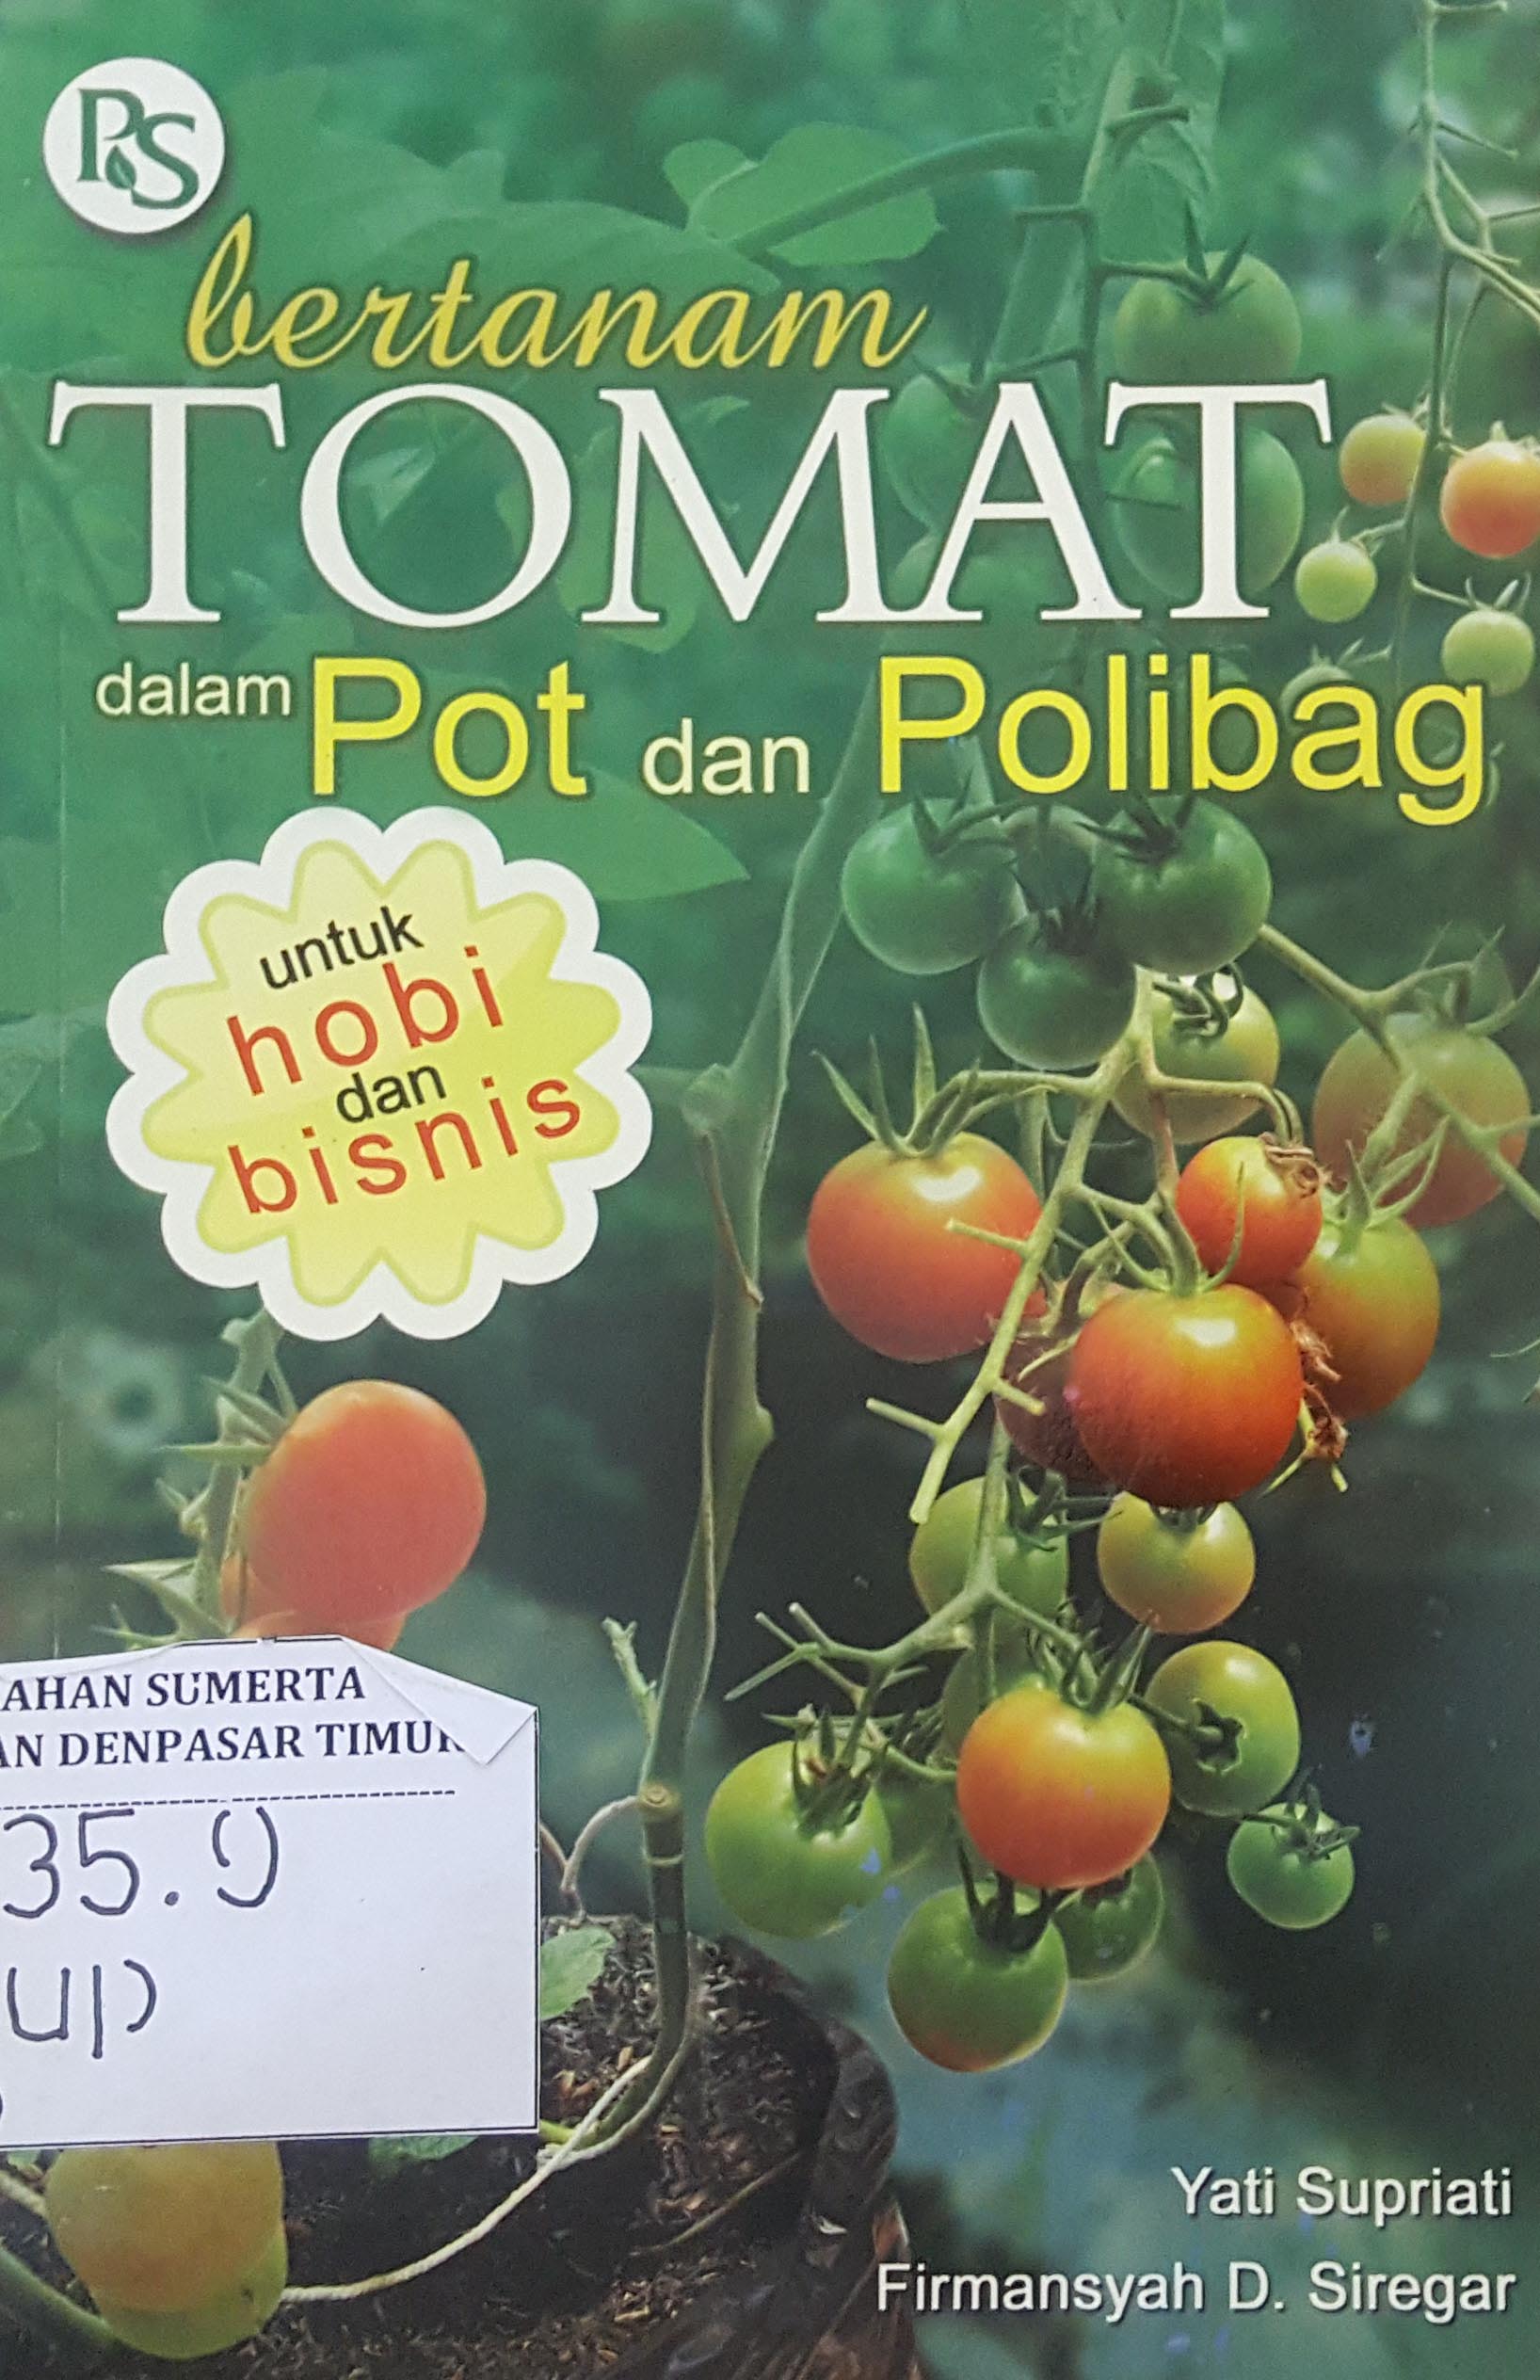 PS
bertanam
TOMAT
dalam Pot dan Polibag
untuk
hobi
dan
bisnis
AHAN SUMERTA
AN DENPASAR TIMUR
35.9
up
Yati Supriati
Firmansyah D. Siregar